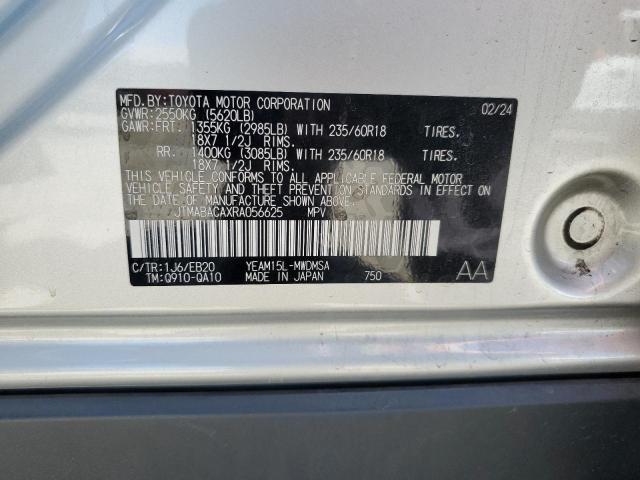 MFD.BY:TOYOTA MOTOR CORPORATION 02/24
GVWR:2550KG (5620LB)
GAWR:FRT. 1355KG (2985LB) WITH 235/60R18 TIRES.
18X7 1/2J RIMS.
RR. 1400KG (3085LB) WITH 235/60R18 TIRES.
18X7 1/2J RIMS.
THIS VEHICLE CONFORMS TO ALL APPLICABLE FEDERAL MOTOR
VEHICLE SAFETY AND THEFT PREVENTION STANDARDS IN EFFECT ON
THE DATE OF MANUFACTURE SHOWN ABOVE.
JTMABACAXRA056625 MPV
C/TR:1J6/EB20 YEAM15L-MWDMSA AA
TM:Q910-QA10 MADE IN JAPAN 750